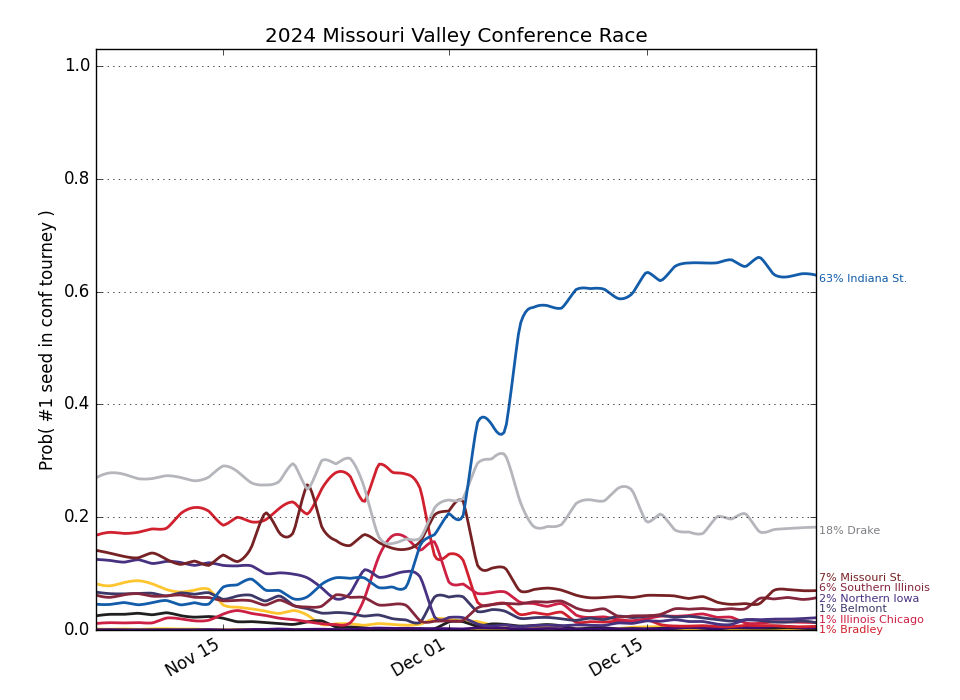 2024 Missouri Valley Conference Race
Prob( #1 seed in conf tourney )
1.0
0.8
0.6
0.4
0.2
0.0
Nov 15
Dec 01
Dec 15
63% Indiana St.
18% Drake
7% Missouri St.
6% Southern Illinois
2% Northern Iowa
1% Belmont
1% Illinois Chicago
1% Bradley